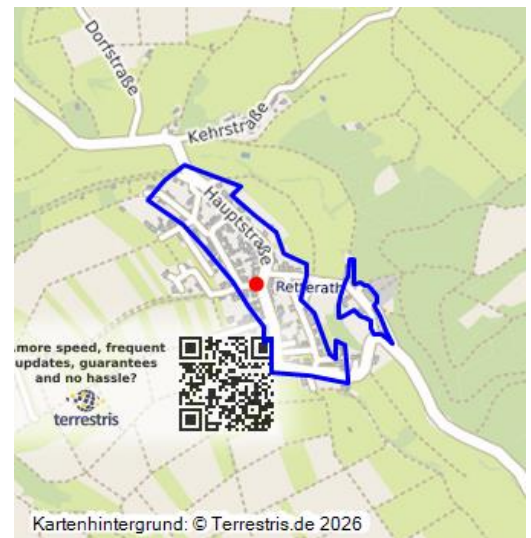 Dorfstraße
Kehrstraße
Hauptstraße
Retterath
.more speed, frequent
updates, guarantees
and no hassle?
terrestris
Kartenhintergrund: © Terrestris.de 2026